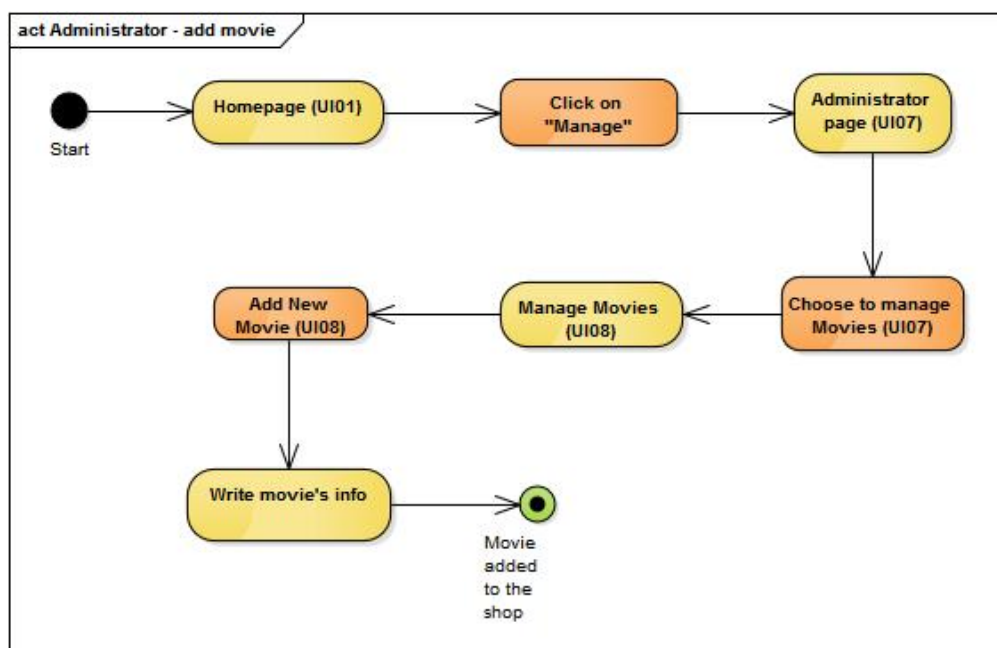 act Administrator - add movie
Start
Homepage (UI01)
Click on
"Manage"
Administrator
page (UI07)
Choose to manage
Movies (UI07)
Manage Movies
(UI08)
Add New
Movie (UI08)
Write movie's info
Movie
added
to the
shop